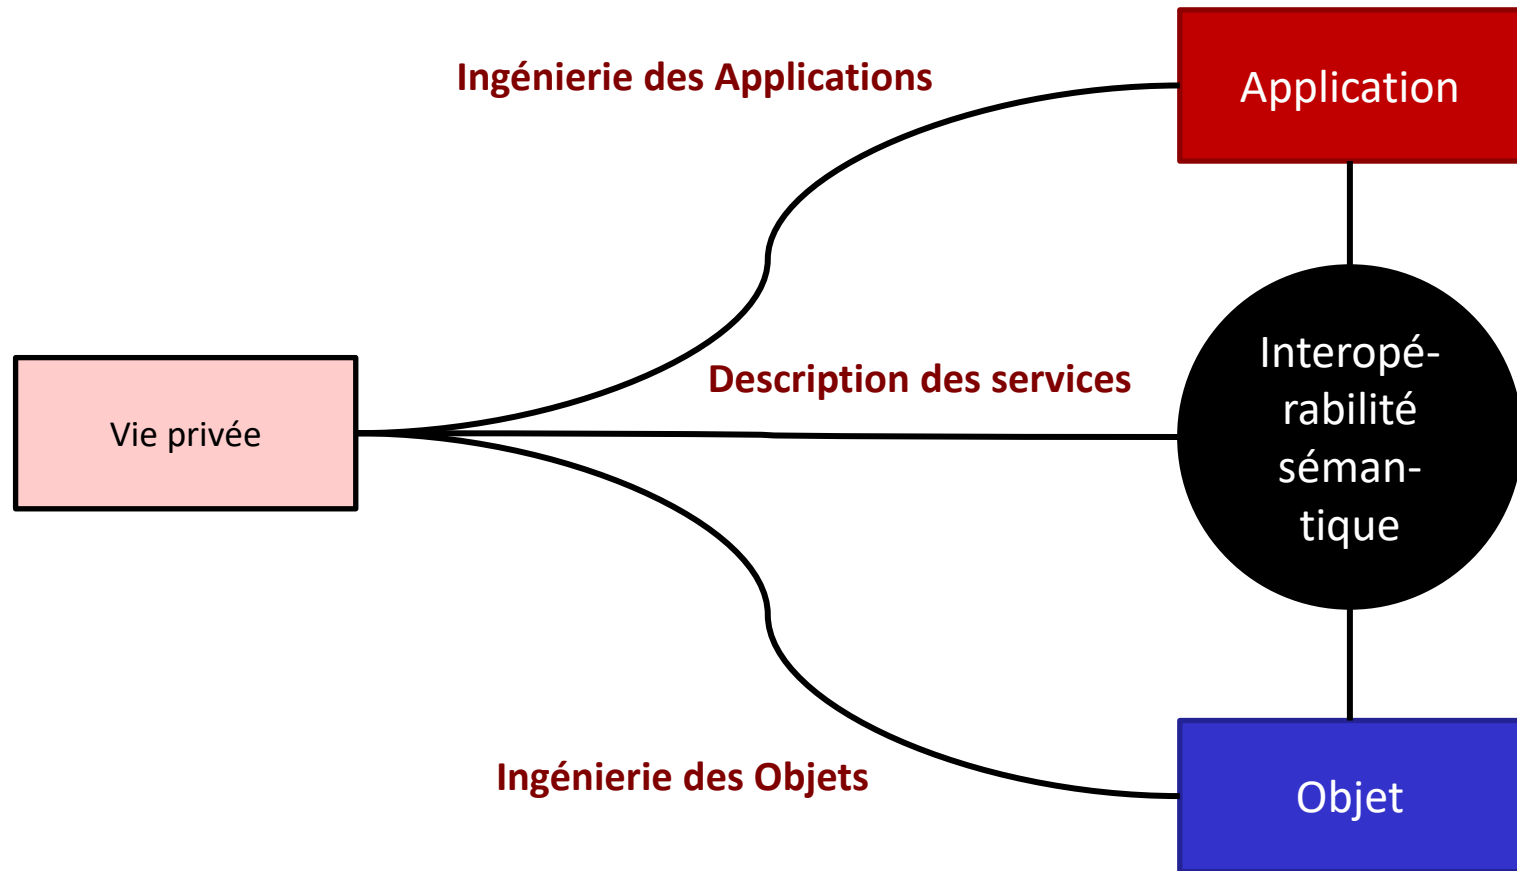 Ingénierie des Applications
Application
Interopé-
rabilité
séman-
tique
Description des services
Vie privée
Ingénierie des Objets
Objet